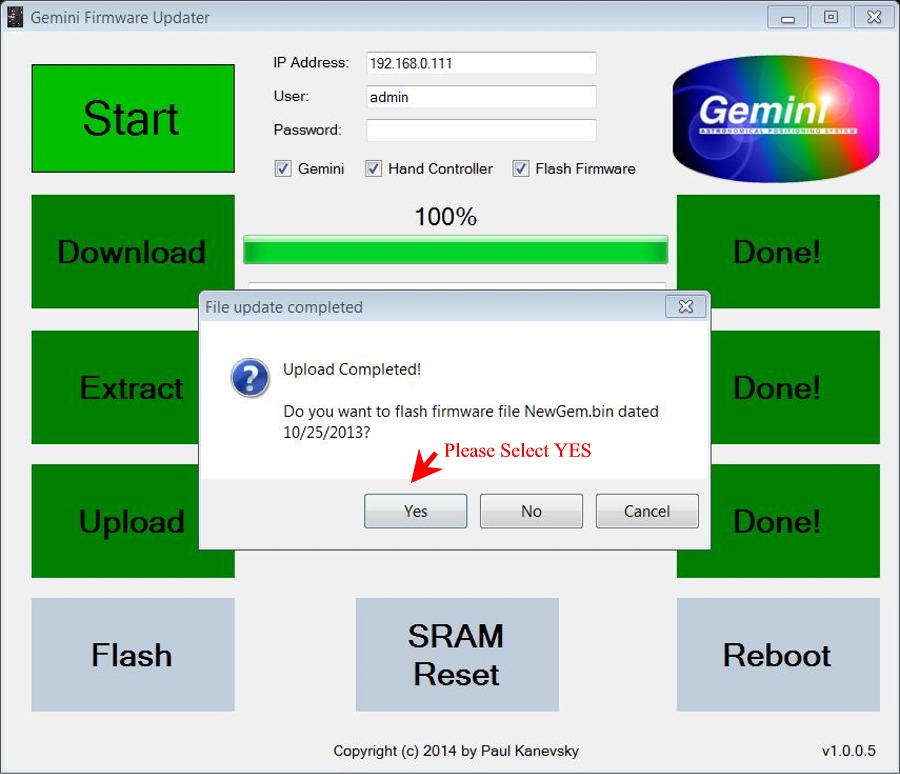 Gemini Firmware Updater
Start
IP Address: 192.168.0.111
User: admin
Password:
Gemini Hand Controller Flash Firmware
Gemini
ASTRONOMICAL POSITIONING SYSTEM
100%
Download
Done!
File update completed
Upload Completed!
Do you want to flash firmware file NewGem.bin dated
10/25/2013?
Please Select YES
Yes No Cancel
Extract
Done!
Upload
Done!
Flash
SRAM
Reset
Reboot
Copyright (c) 2014 by Paul Kanevsky
v1.0.0.5